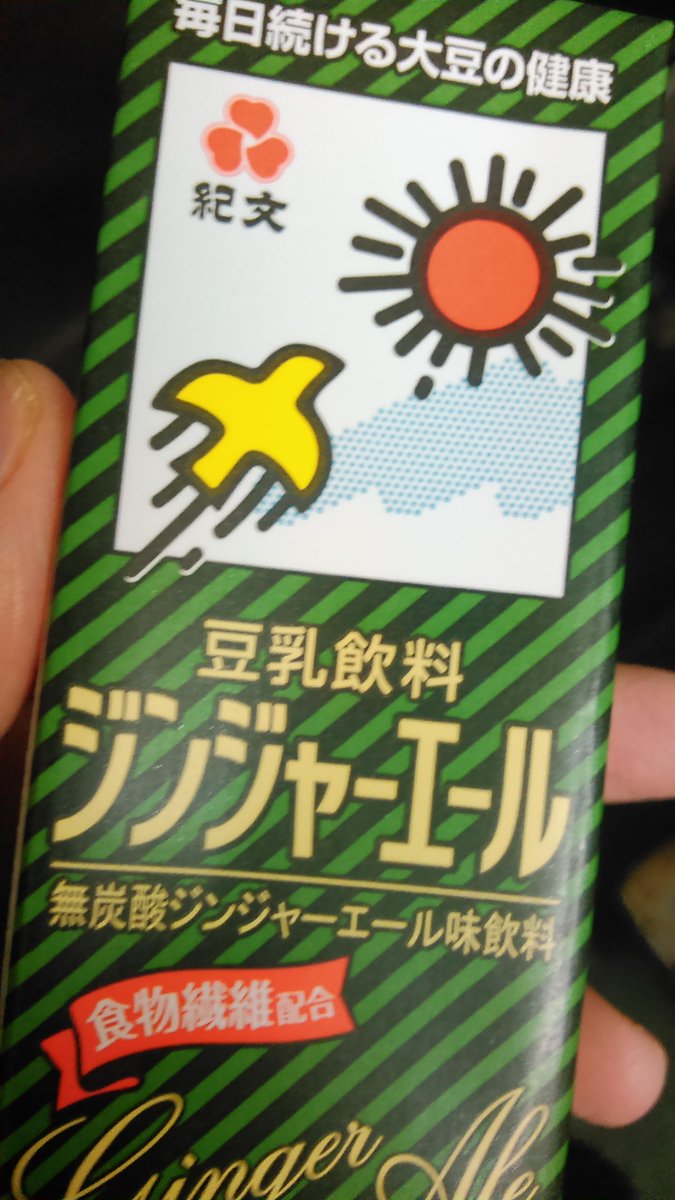 毎日続ける大豆の健康
紀文
豆乳飲料
ジンジャーエール
無炭酸ジンジャーエール味飲料
食物繊維配合
Ginger Ale